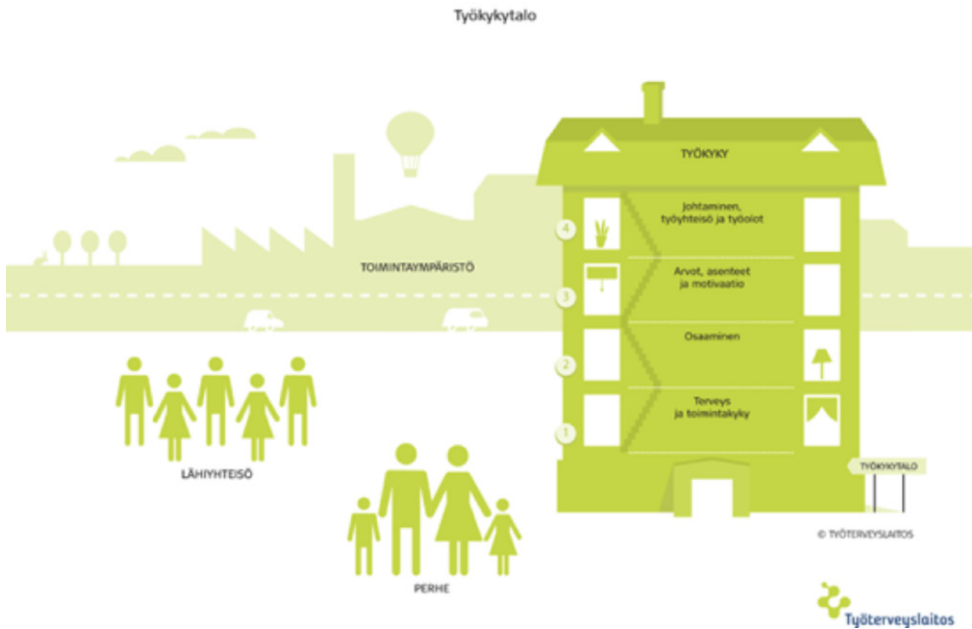 Työkykytalo
TYÖKYKY
Johtaminen,
työyhteisö ja työolot
4
Arvot, asenteet
ja motivaatio
3
Osaaminen
2
Terveys
ja toimintakyky
1
TOIMINTAYMPÄRISTÖ
LÄHIYHTEISÖ
PERHE
TYÖKYKYTALO
© TYÖTERVEYSLAITOS
Työterveyslaitos